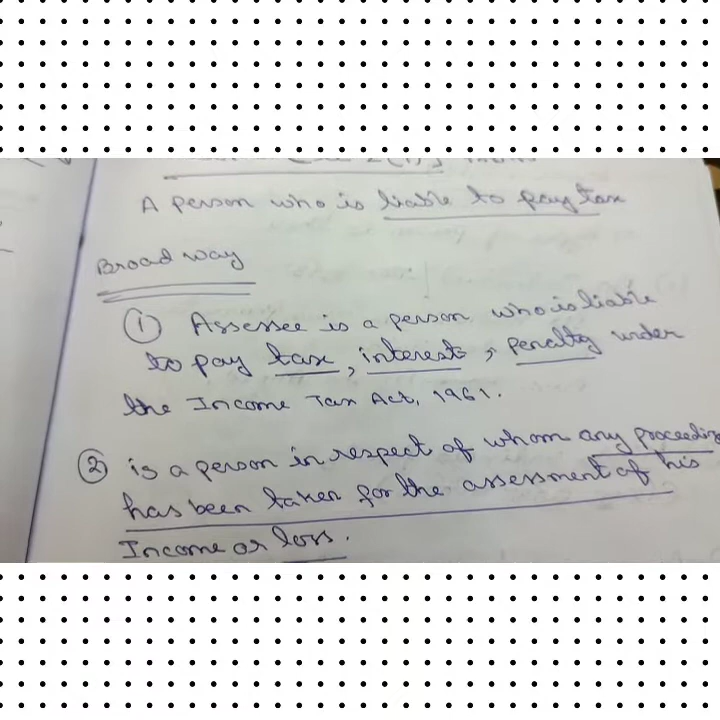 A person who is liable to pay tax
Broad way
① Assessee is a person who is liable
to pay tax, interest, penalty under
the Income Tax Act, 1961.
② is a person in respect of whom any proceeding
has been taken for the assessment of his
Income or loss.